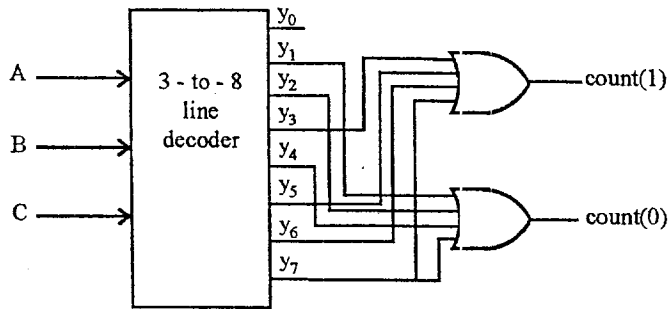 y₀
y₁
A
3 - to - 8
y₂
count(1)
line
y₃
B
decoder
y₄
y₅
C
count(0)
y₆
y₇